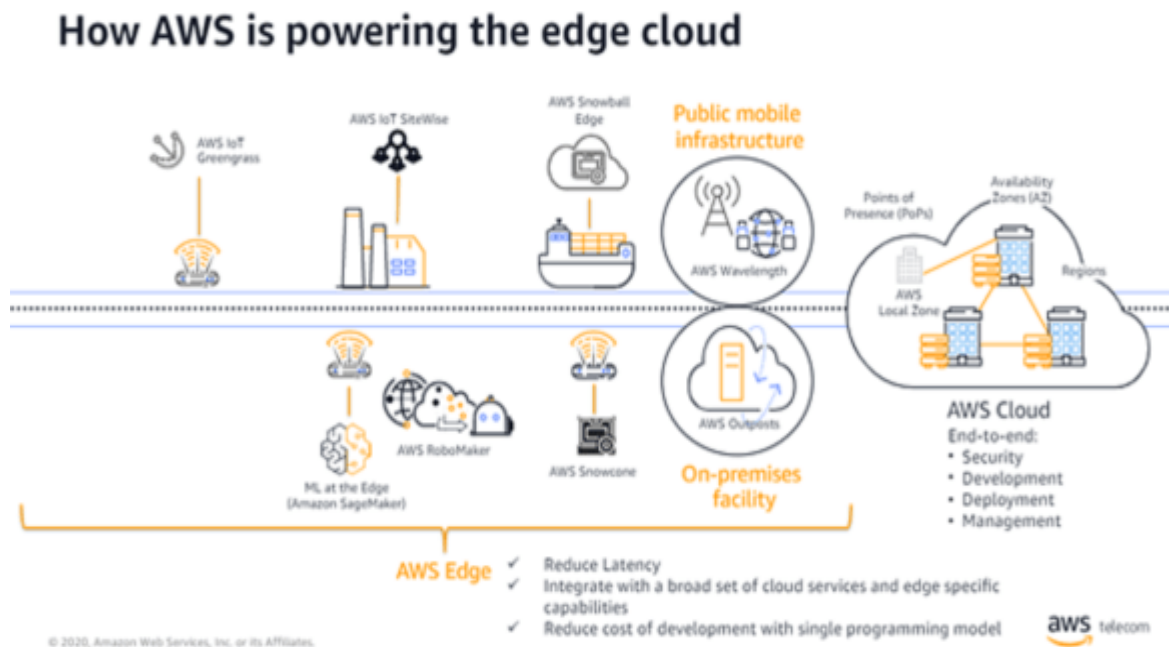 How AWS is powering the edge cloud
AWS IoT
Greengrass
AWS IoT SiteWise
AWS Snowball
Edge
Public mobile
infrastructure
AWS Wavelength
Points of
Presence (PoPs)
Availability
Zones (AZ)
Regions
AWS
Local Zone
ML at the Edge
(Amazon SageMaker)
AWS RoboMaker
AWS Snowcone
AWS Outposts
On-premises
facility
AWS Cloud
End-to-end:
• Security
• Development
• Deployment
• Management
AWS Edge
✓ Reduce Latency
✓ Integrate with a broad set of cloud services and edge specific
capabilities
✓ Reduce cost of development with single programming model
© 2020, Amazon Web Services, Inc. or its Affiliates.
aws telecom